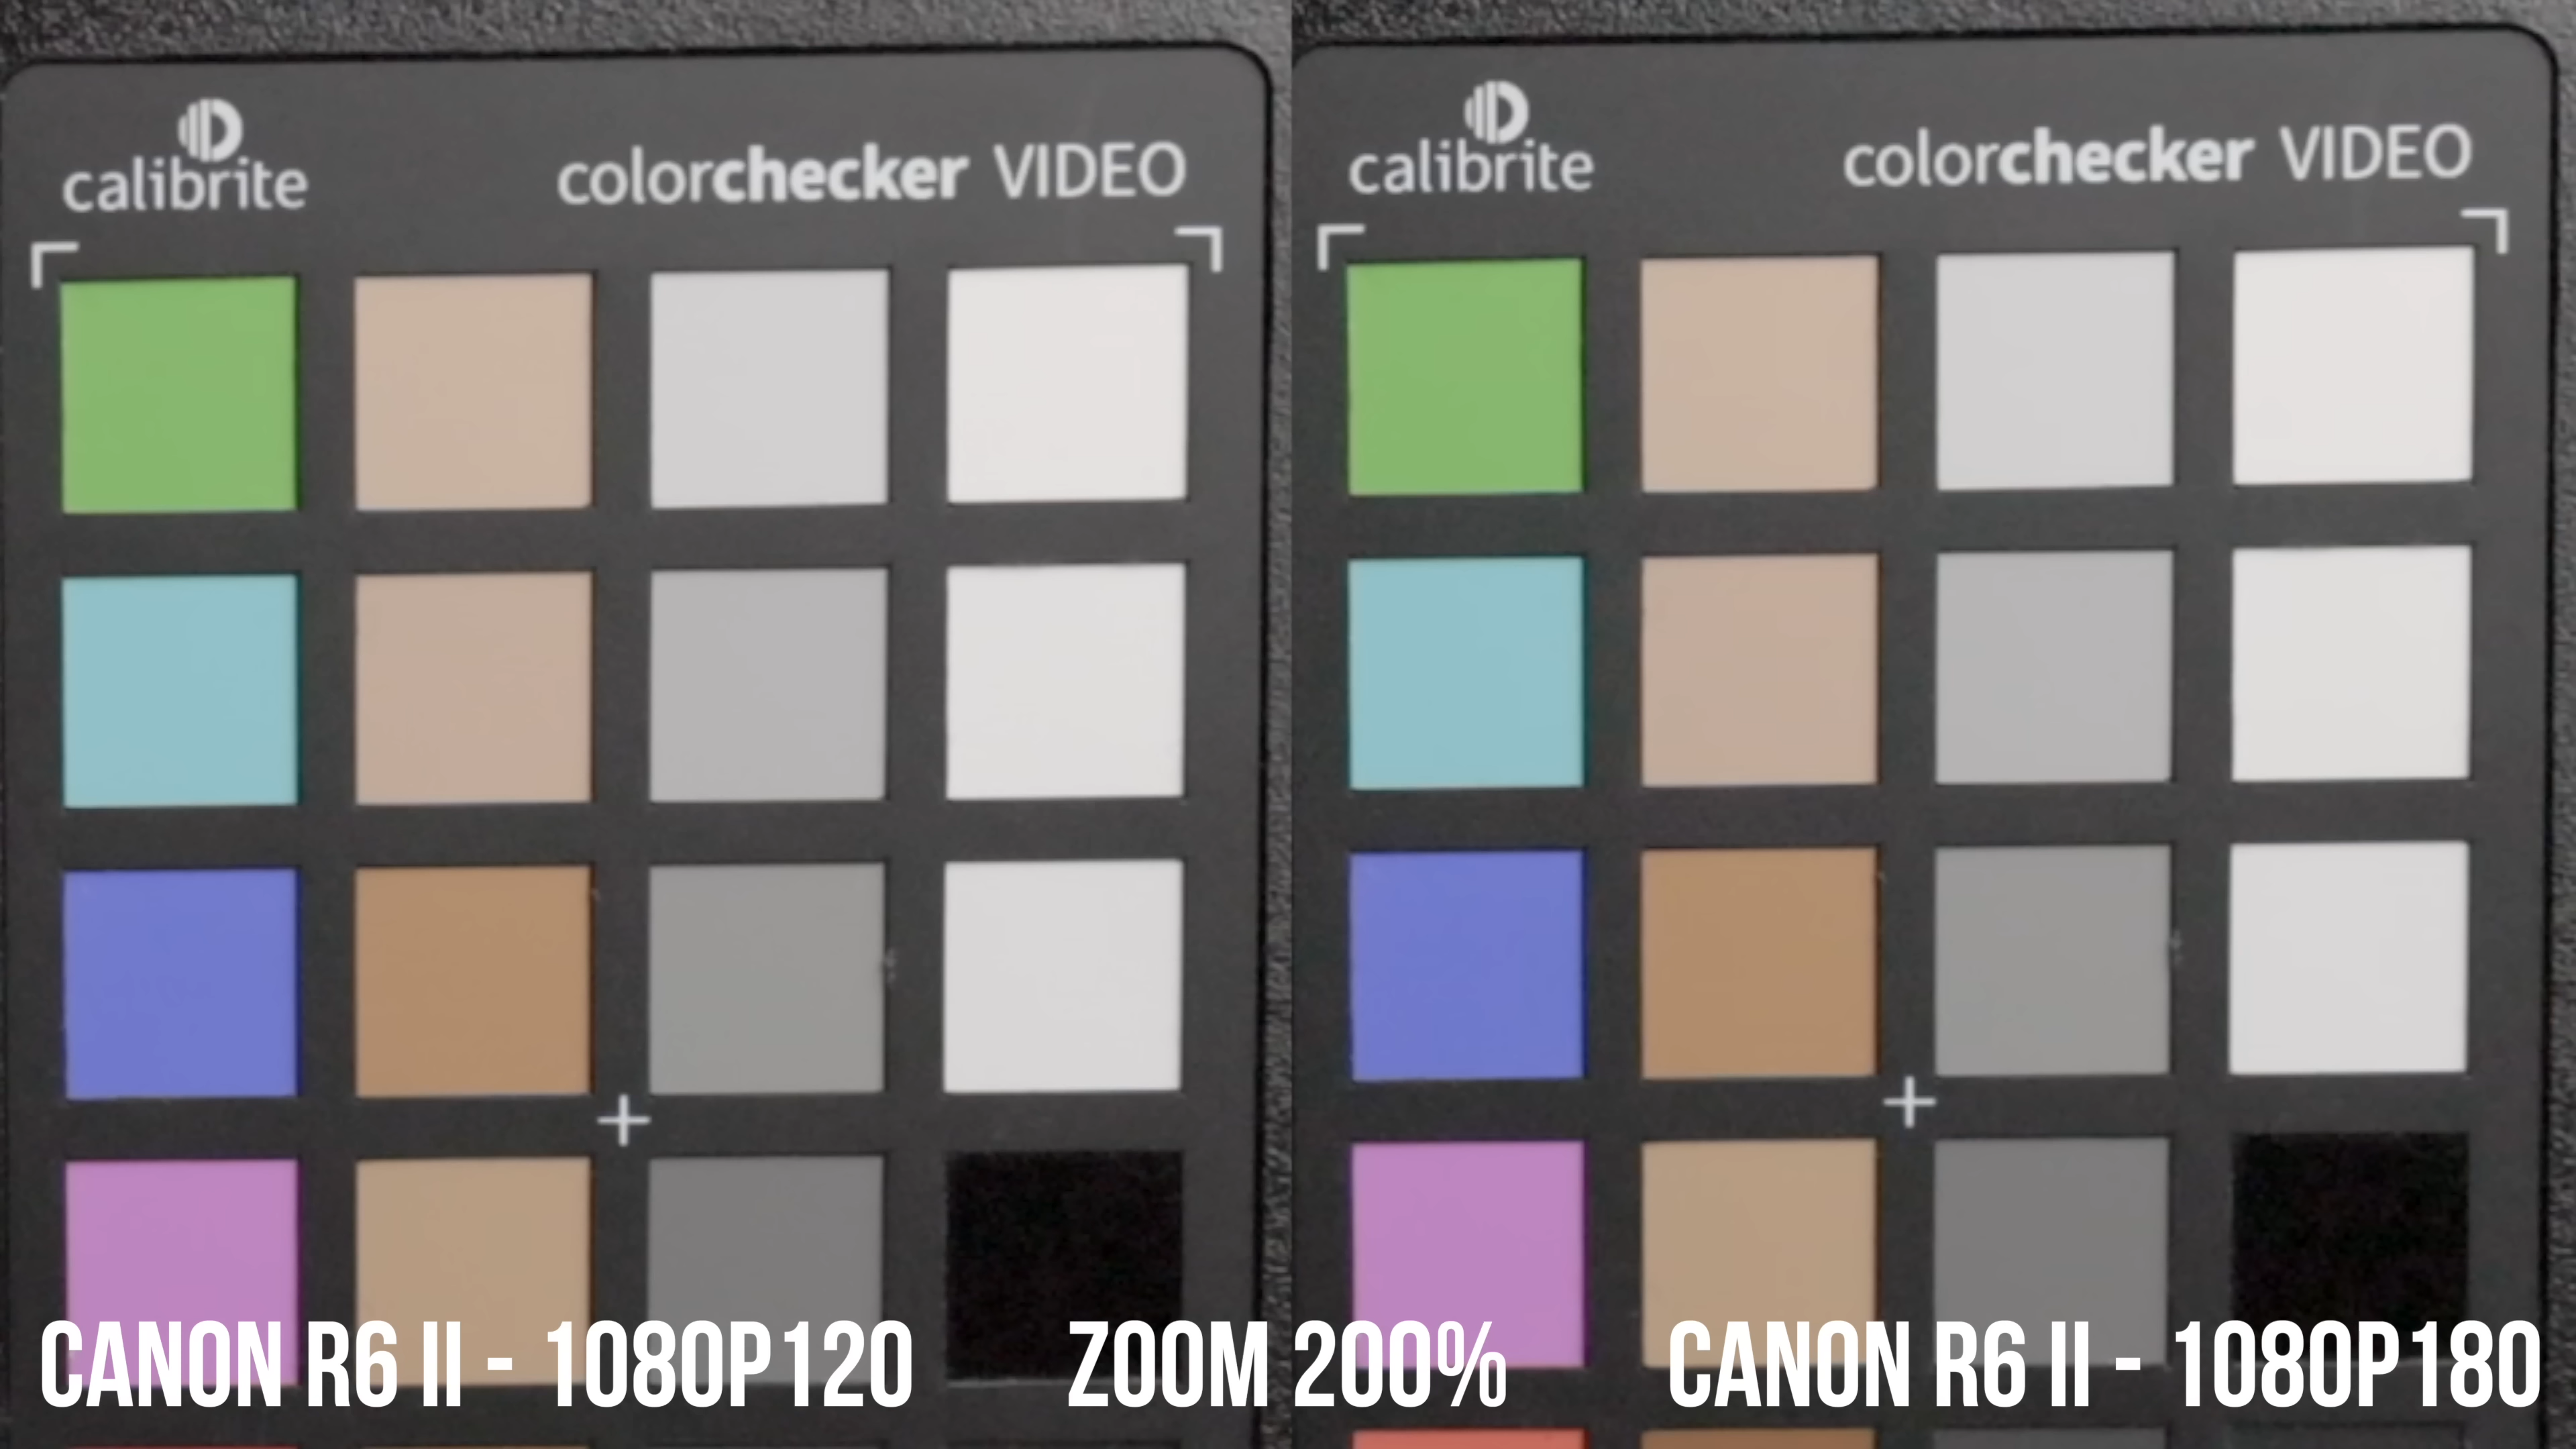 calibrite
colorchecker VIDEO
calibrite
colorchecker VIDEO
CANON R6 II - 1080P120
ZOOM 200%
CANON R6 II - 1080P180